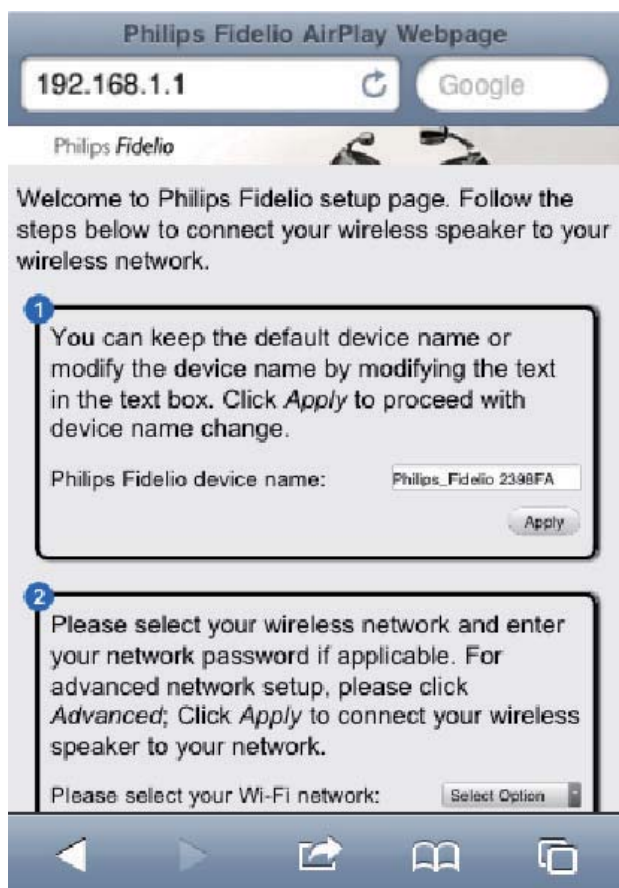 Philips Fidelio AirPlay Webpage
192.168.1.1
Google
Philips Fidelio
Welcome to Philips Fidelio setup page. Follow the
steps below to connect your wireless speaker to your
wireless network.
1
You can keep the default device name or
modify the device name by modifying the text
in the text box. Click Apply to proceed with
device name change.
Philips Fidelio device name: Philips_Fidelio 2398FA
Apply
2
Please select your wireless network and enter
your network password if applicable. For
advanced network setup, please click
Advanced; Click Apply to connect your wireless
speaker to your network.
Please select your Wi-Fi network: Select Option